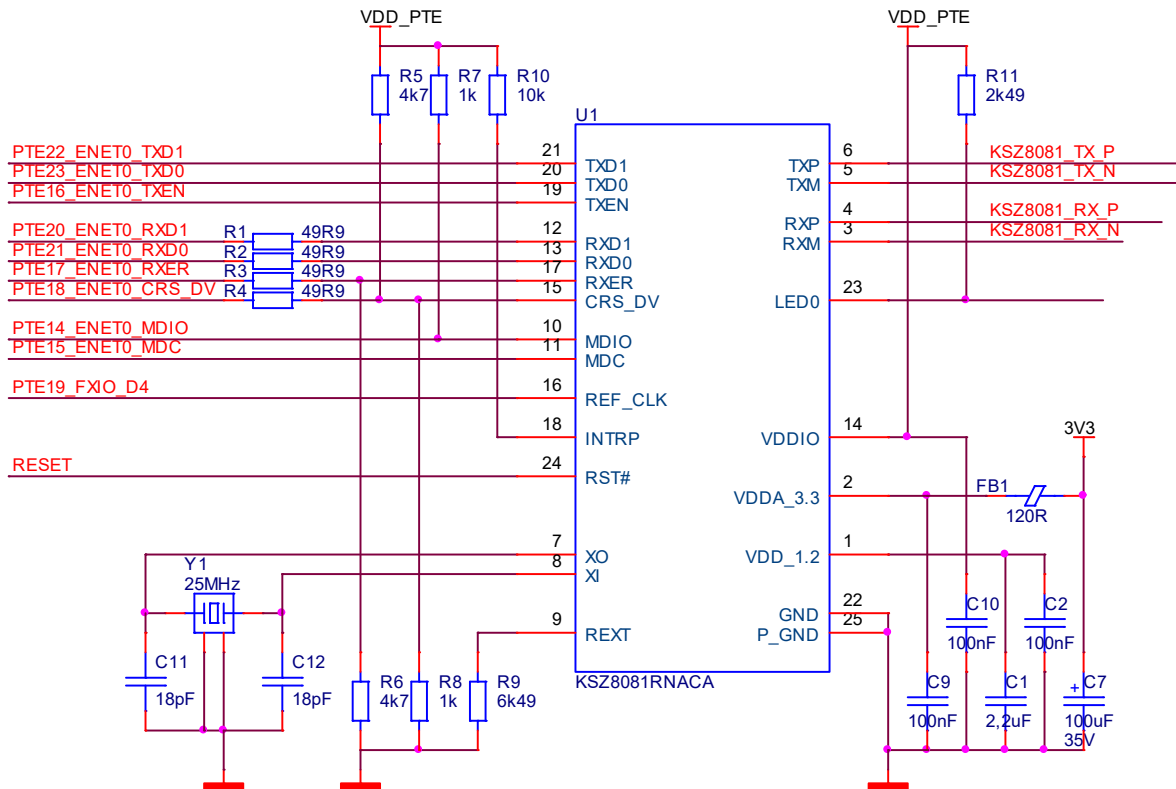 VDD_PTE
VDD_PTE
R5
4k7
R7
1k
R10
10k
R11
2k49
U1
PTE22_ENET0_TXD1
21
TXD1
TXP
6
KSZ8081_TX_P
PTE23_ENET0_TXD0
20
TXD0
TXM
5
KSZ8081_TX_N
PTE16_ENET0_TXEN
19
TXEN
RXP
4
KSZ8081_RX_P
PTE20_ENET0_RXD1
R1
49R9
12
RXD1
RXM
3
KSZ8081_RX_N
PTE21_ENET0_RXD0
R2
49R9
13
RXD0
PTE17_ENET0_RXER
R3
49R9
17
RXER
PTE18_ENET0_CRS_DV
R4
49R9
15
CRS_DV
LED0
23
PTE14_ENET0_MDIO
10
MDIO
PTE15_ENET0_MDC
11
MDC
PTE19_FXIO_D4
16
REF_CLK
18
INTRP
VDDIO
14
3V3
RESET
24
RST#
VDDA_3.3
2
FB1
120R
7
XO
VDD_1.2
1
8
XI
Y1
25MHz
GND
22
P_GND
25
9
REXT
C10
100nF
C2
100nF
C11
18pF
C12
18pF
R6
4k7
R8
1k
R9
6k49
KSZ8081RNACA
C9
100nF
C1
2,2uF
+
C7
100uF
35V